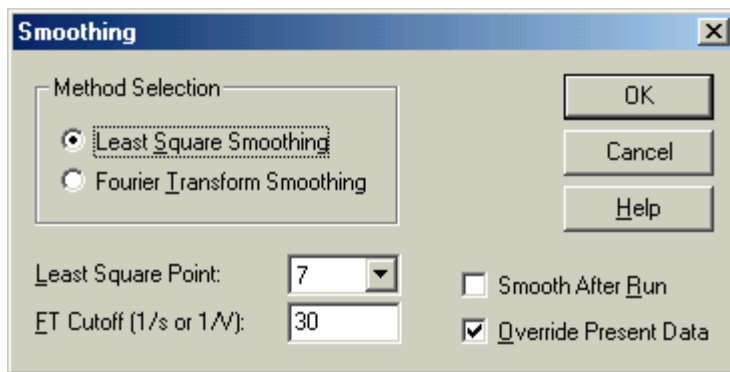 Smoothing
Method Selection
Least Square Smoothing
Fourier Transform Smoothing
OK
Cancel
Help
Least Square Point:
7
FT Cutoff (1/s or 1/V):
30
Smooth After Run
Override Present Data